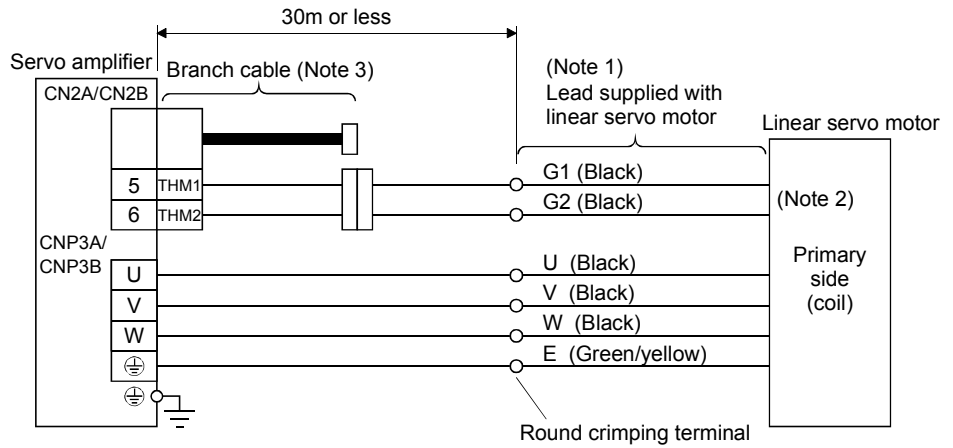 30m or less
Servo amplifier
Branch cable (Note 3)
(Note 1)
Lead supplied with
linear servo motor
Linear servo motor
CN2A/CN2B
5 THM1
G1 (Black)
6 THM2
G2 (Black)
(Note 2)
CNP3A/
CNP3B
U
U (Black)
V
V (Black)
W
W (Black)
E (Green/yellow)
Primary
side
(coil)
Round crimping terminal